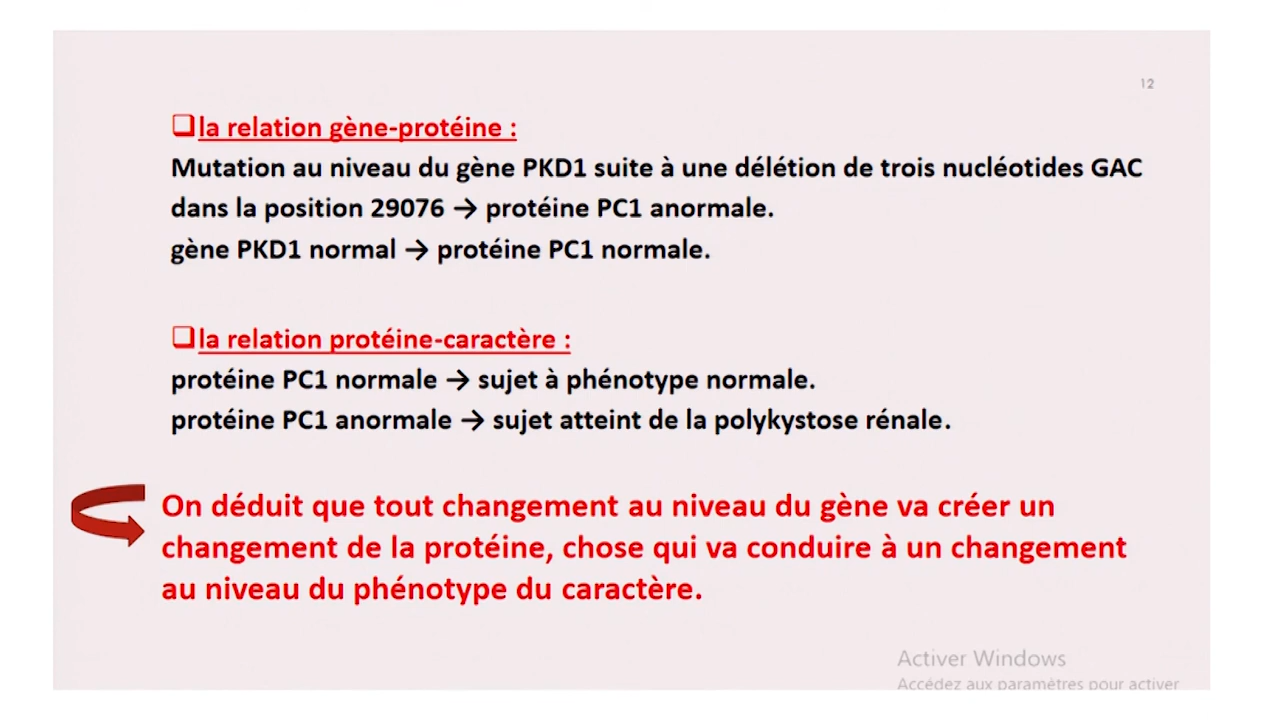 12
la relation gène-protéine :
Mutation au niveau du gène PKD1 suite à une délétion de trois nucléotides GAC
dans la position 29076 → protéine PC1 anormale.
gène PKD1 normal → protéine PC1 normale.
la relation protéine-caractère :
protéine PC1 normale → sujet à phénotype normale.
protéine PC1 anormale → sujet atteint de la polykystose rénale.
On déduit que tout changement au niveau du gène va créer un
changement de la protéine, chose qui va conduire à un changement
au niveau du phénotype du caractère.
Activer Windows
Accédez aux paramètres pour activer